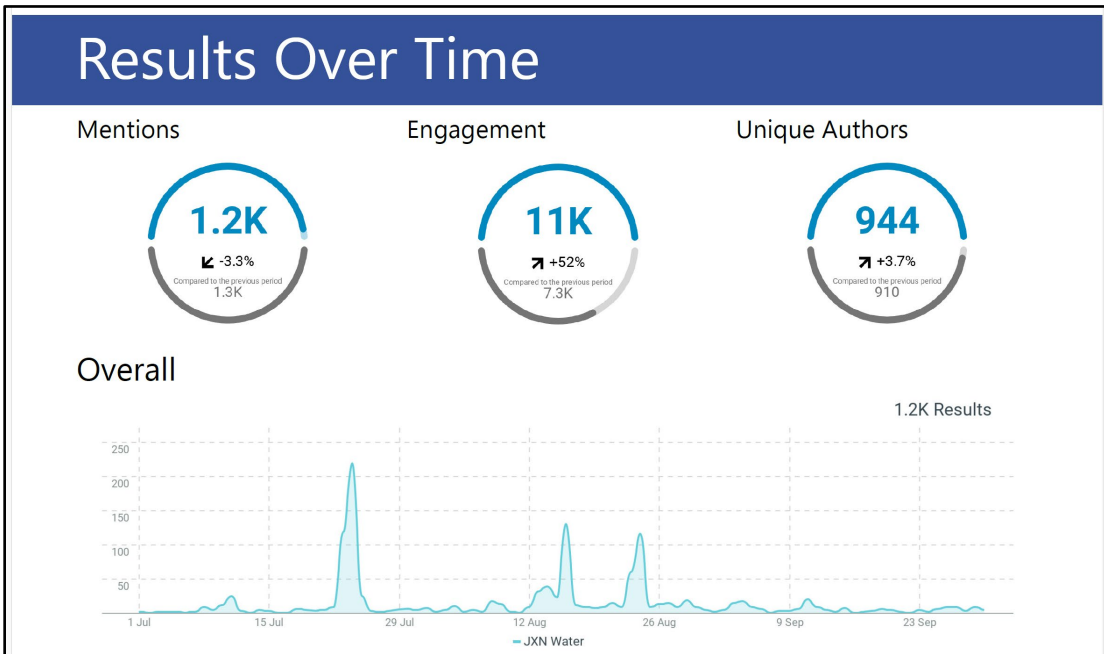 Results Over Time
Mentions
Engagement
Unique Authors
1.2K
-3.3%
Compared to the previous period
1.3K
11K
+52%
Compared to the previous period
7.3K
944
+3.7%
Compared to the previous period
910
Overall
1.2K Results
250
200
150
100
50
1 Jul
15 Jul
29 Jul
12 Aug
26 Aug
9 Sep
23 Sep
JXN Water